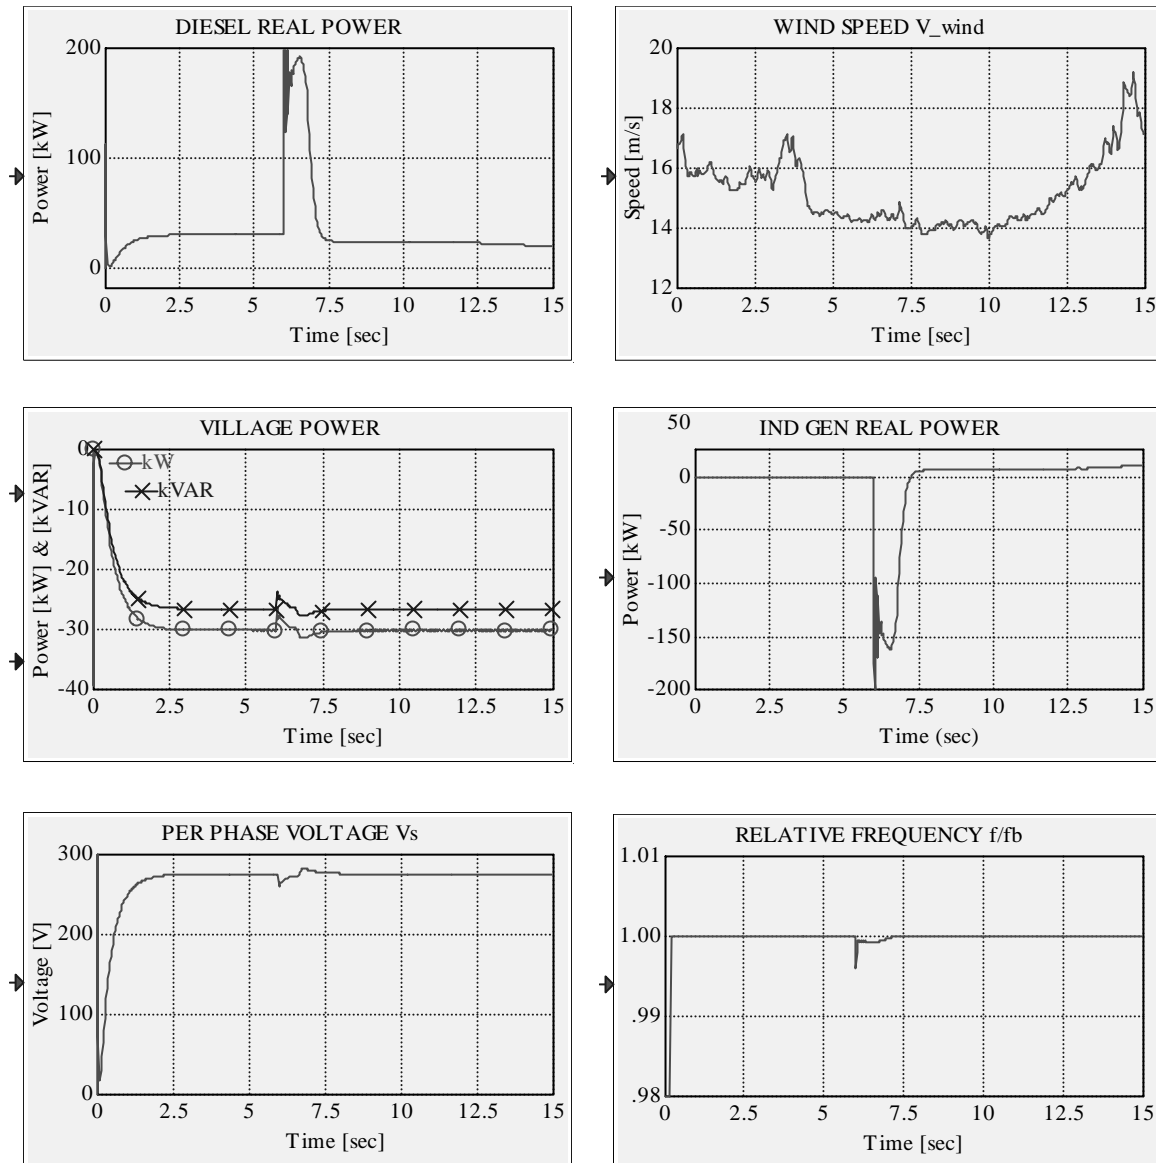 DIESEL REAL POWER
200
100
0
Power [kW]
0 2.5 5 7.5 10 12.5 15
Time [sec]
WIND SPEED V_wind
20
18
16
14
12
Speed [m/s]
0 2.5 5 7.5 10 12.5 15
Time [sec]
VILLAGE POWER
kW
kVAR
0
-10
-20
-30
-40
Power [kW] & [kVAR]
0 2.5 5 7.5 10 12.5 15
Time [sec]
IND GEN REAL POWER
50
0
-50
-100
-150
-200
Power [kW]
0 2.5 5 7.5 10 12.5 15
Time (sec)
PER PHASE VOLTAGE Vs
300
200
100
0
Voltage [V]
0 2.5 5 7.5 10 12.5 15
Time [sec]
RELATIVE FREQUENCY f/fb
1.01
1.00
.99
.98
0 2.5 5 7.5 10 12.5 15
Time [sec]